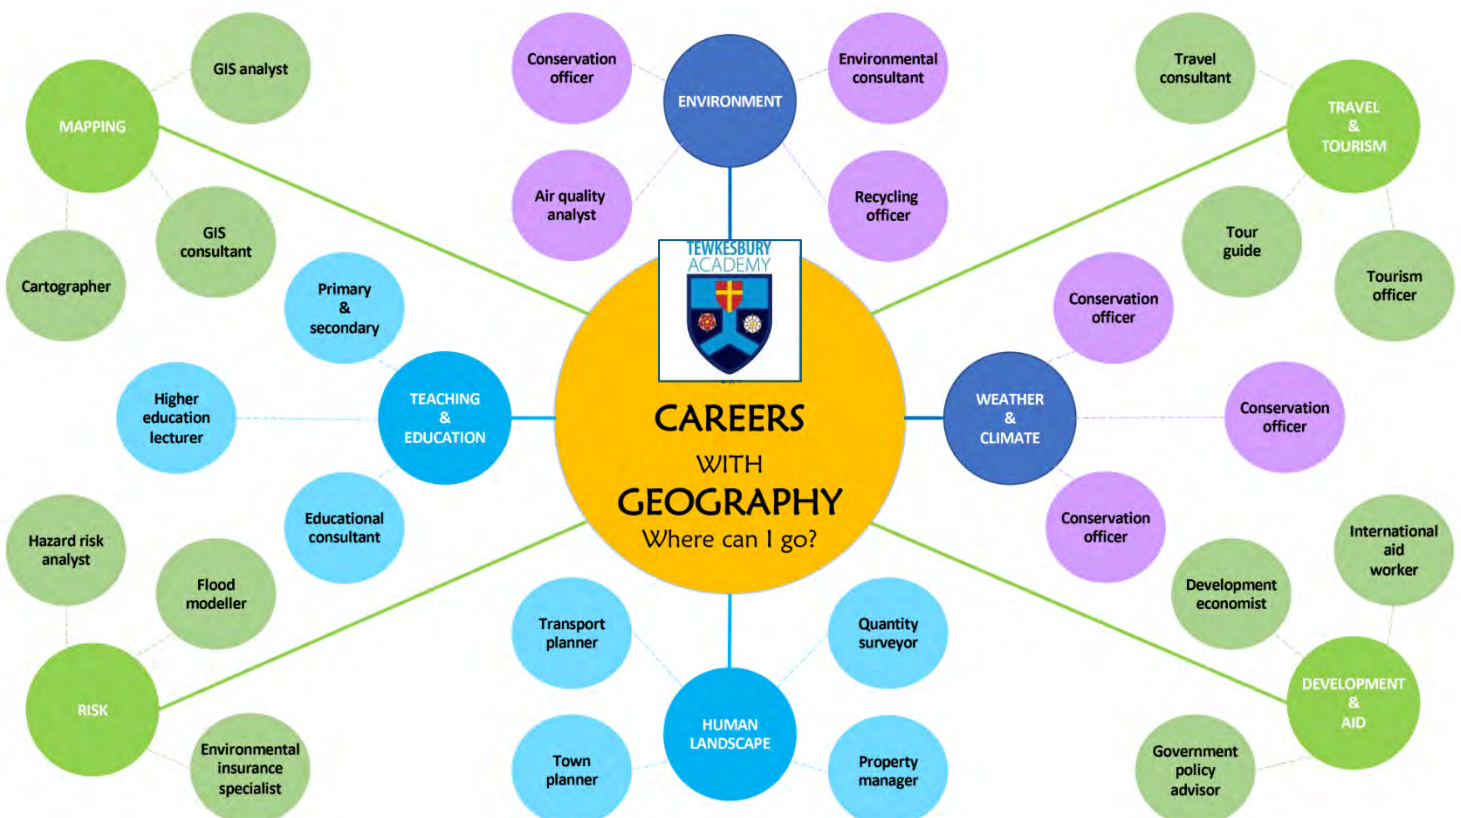 GIS analyst
MAPPING
GIS
consultant
Cartographer
Conservation
officer
Environmental
consultant
ENVIRONMENT
Air quality
analyst
Recycling
officer
Travel
consultant
TRAVEL
&
TOURISM
Tour
guide
Tourism
officer
Primary
&
secondary
Higher
education
lecturer
TEACHING
&
EDUCATION
Educational
consultant
TEWKESBURY
ACADEMY
CAREERS
WITH
GEOGRAPHY
Where can I go?
Conservation
officer
WEATHER
&
CLIMATE
Conservation
officer
Conservation
officer
Hazard risk
analyst
Flood
modeller
RISK
Environmental
insurance
specialist
Transport
planner
Quantity
surveyor
HUMAN
LANDSCAPE
Town
planner
Property
manager
International
aid
worker
Development
economist
DEVELOPMENT
&
AID
Government
policy
advisor